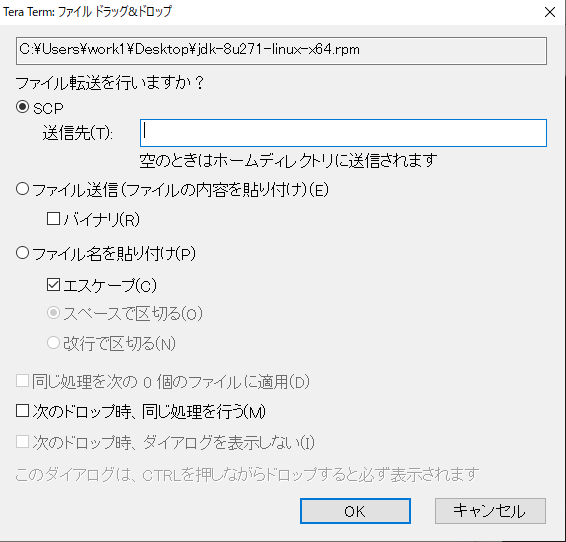 Tera Term: ファイル ドラッグ&ドロップ
C:¥Users¥work1¥Desktop¥jdk-8u271-linux-x64.rpm
ファイル転送を行いますか？
SCP
送信先(T):
空のときはホームディレクトリに送信されます
ファイル送信(ファイルの内容を貼り付け)(E)
バイナリ(R)
ファイル名を貼り付け(P)
エスケープ(C)
スペースで区切る(O)
改行で区切る(N)
同じ処理を次の 0 個のファイルに適用(D)
次のドロップ時、同じ処理を行う(M)
次のドロップ時、ダイアログを表示しない(I)
このダイアログは、CTRLを押しながらドロップすると必ず表示されます
OK キャンセル